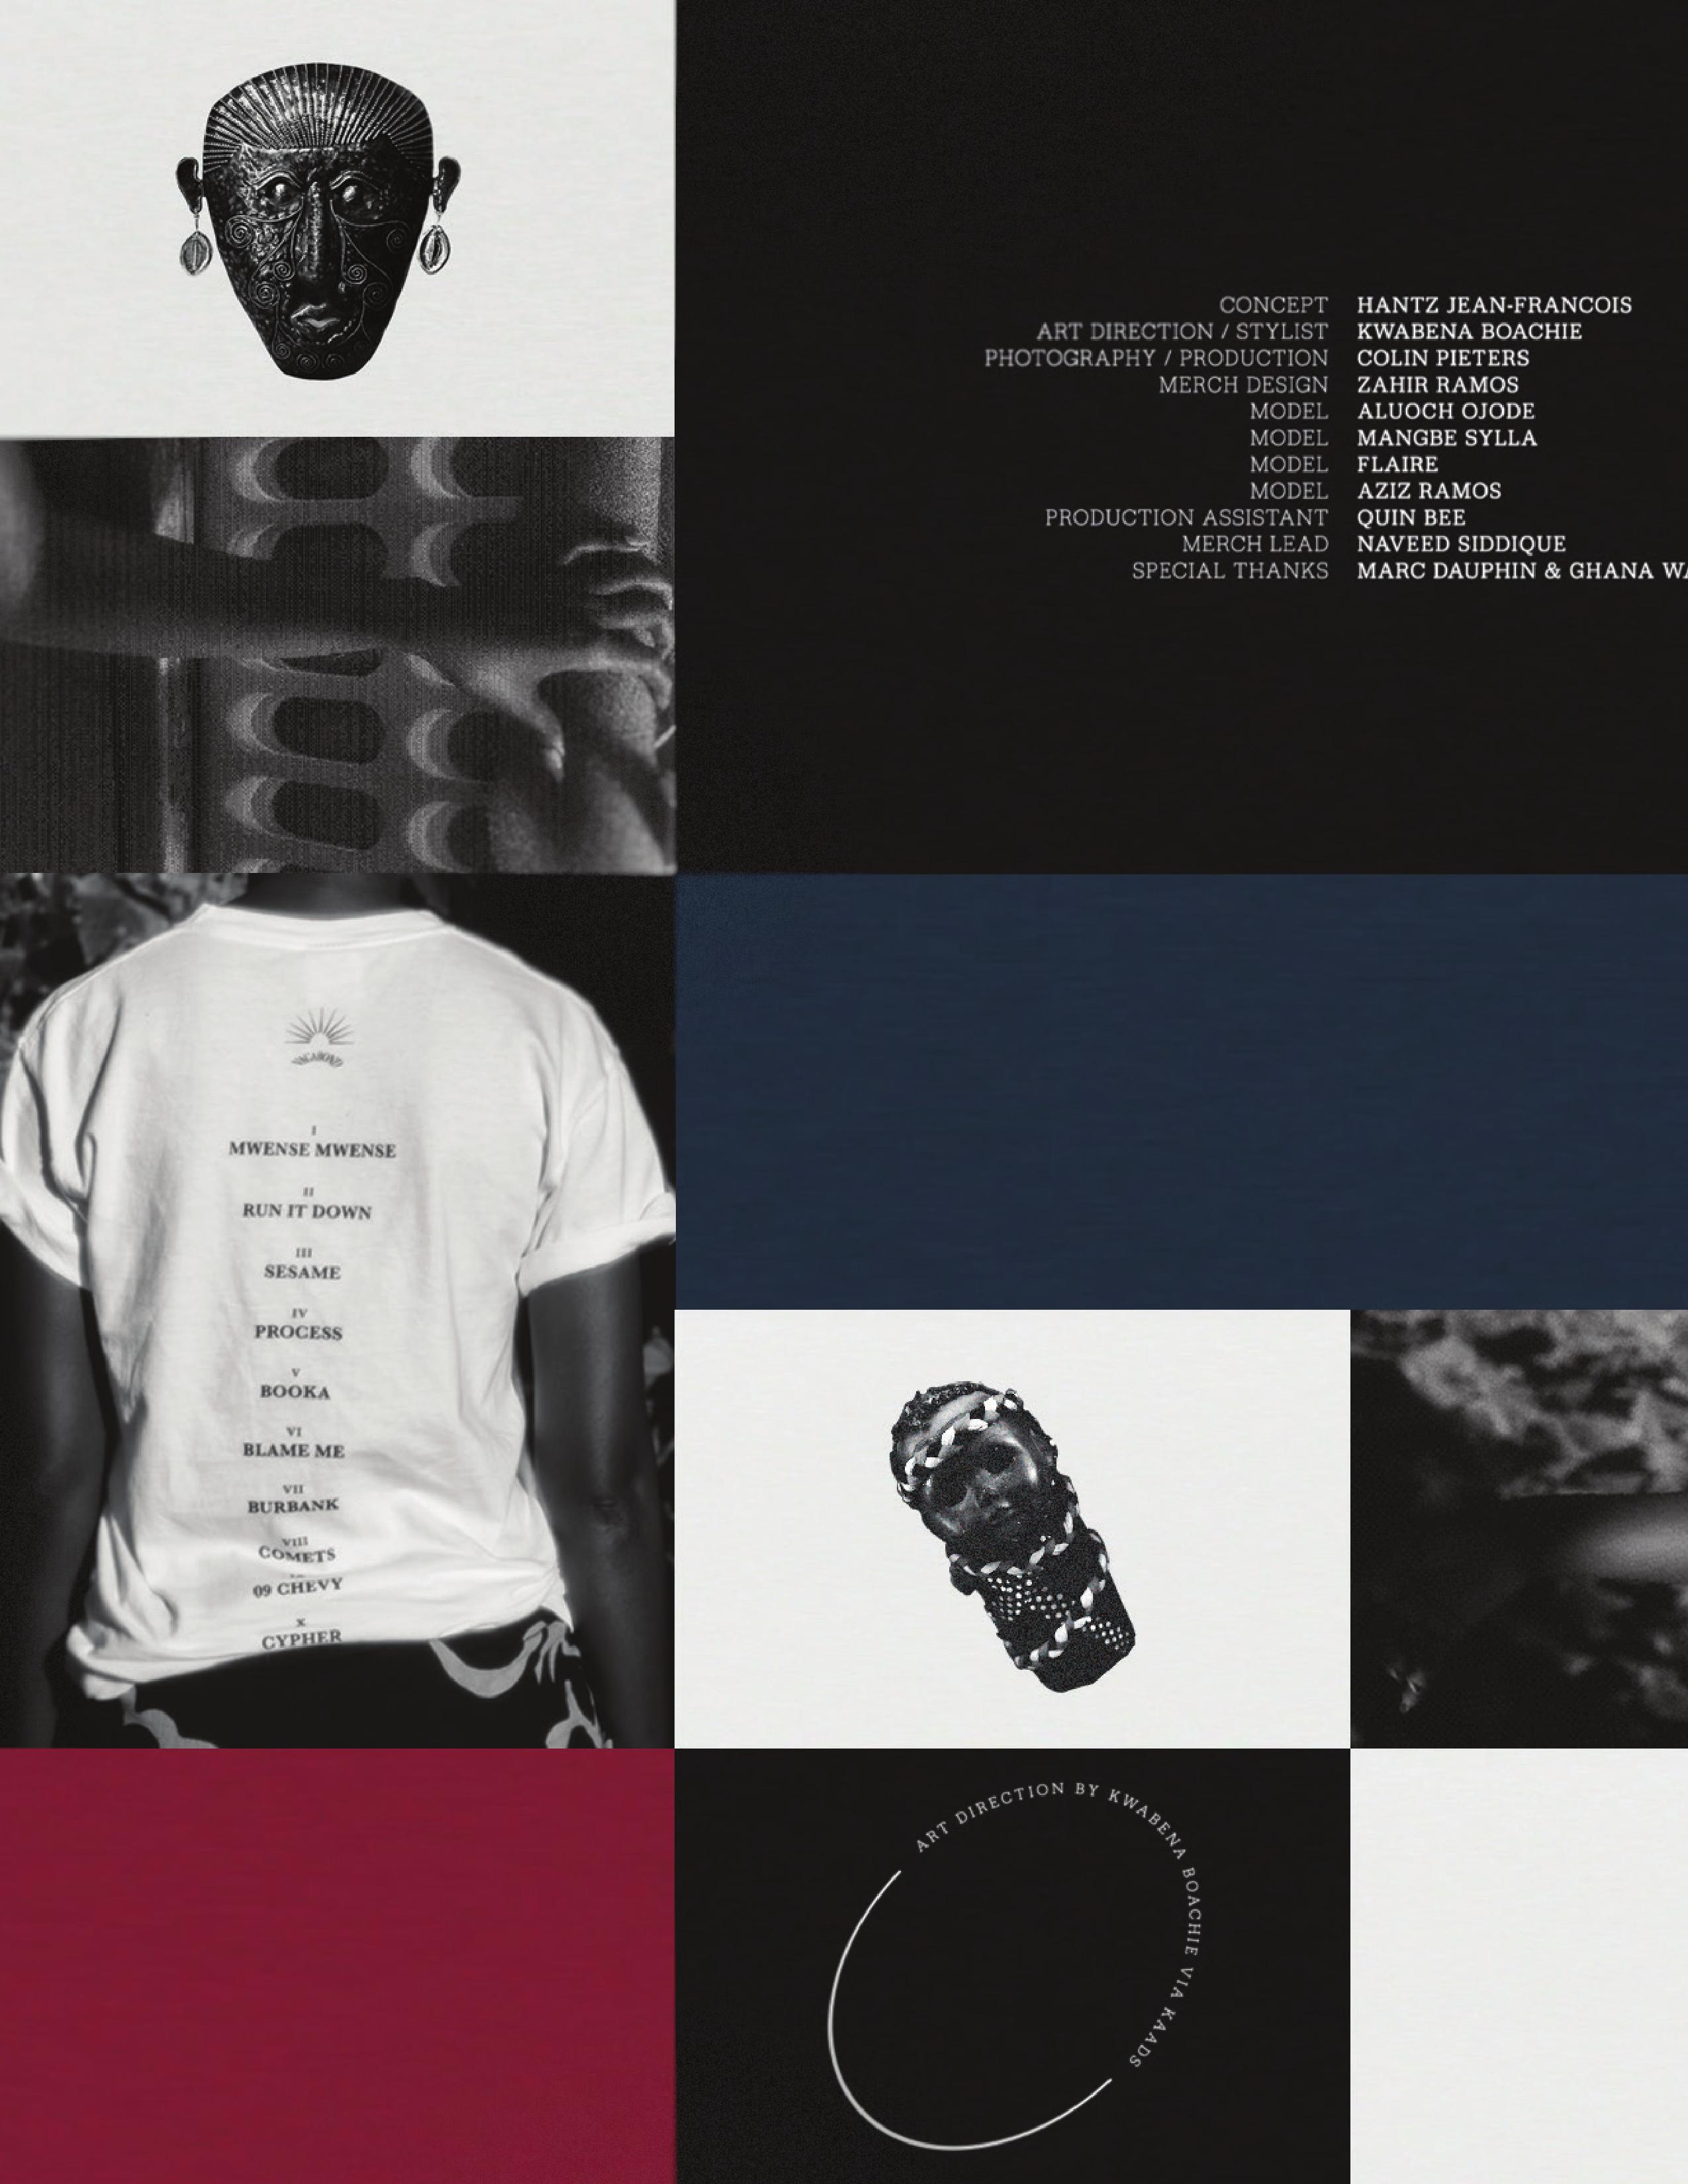 CONCEPT HANTZ JEAN-FRANCOIS
ART DIRECTION / STYLIST KWABENA BOACHIE
PHOTOGRAPHY / PRODUCTION COLIN PIETERS
MERCH DESIGN ZAHIR RAMOS
MODEL ALUOCH OJODE
MODEL MANGBE SYLLA
MODEL FLAIRE
MODEL AZIZ RAMOS
PRODUCTION ASSISTANT QUIN BEE
MERCH LEAD NAVEED SIDDIQUE
SPECIAL THANKS MARC DAUPHIN & GHANA WA
VAGABOND
I
MWENSE MWENSE
II
RUN IT DOWN
III
SESAME
IV
PROCESS
V
BOOKA
VI
BLAME ME
VII
BURBANK
VIII
COMETS
09 CHEVY
X
CYPHER
ART DIRECTION BY KWABENA BOACHIE VIA KAADS